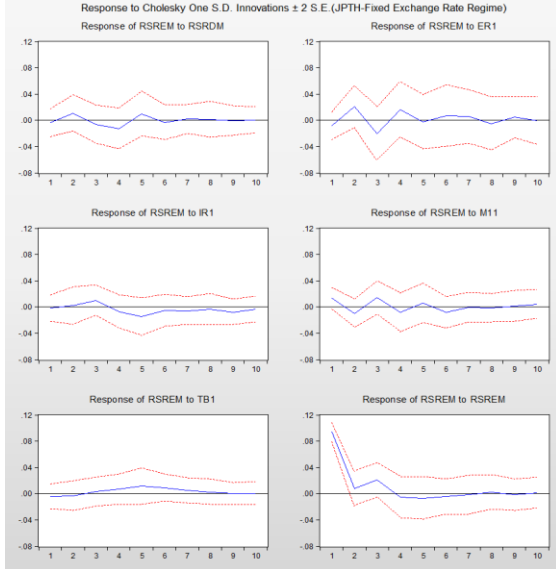 Response to Cholesky One S.D. Innovations ± 2 S.E.(JPTH-Fixed Exchange Rate Regime)
Response of RSREM to RSRDM
Response of RSREM to ER1
.12
.08
.04
.00
-.04
-.08
1 2 3 4 5 6 7 8 9 10
.12
.08
.04
.00
-.04
-.08
1 2 3 4 5 6 7 8 9 10
Response of RSREM to IR1
Response of RSREM to M11
.12
.08
.04
.00
-.04
-.08
1 2 3 4 5 6 7 8 9 10
.12
.08
.04
.00
-.04
-.08
1 2 3 4 5 6 7 8 9 10
Response of RSREM to TB1
Response of RSREM to RSREM
.12
.08
.04
.00
-.04
-.08
1 2 3 4 5 6 7 8 9 10
.12
.08
.04
.00
-.04
-.08
1 2 3 4 5 6 7 8 9 10